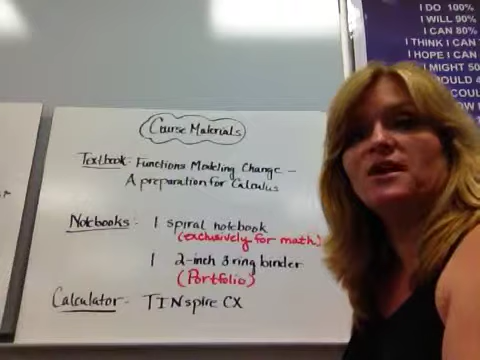 I DO 100%
I WILL 90%
I CAN 80%
I THINK I CAN
I HOPE I CAN
I MIGHT 50
Course Materials
Textbook: Functions Modeling Change -
A preparation for Calculus
Notebooks - 1 spiral notebook
(exclusively for math)
1 2-inch 3 ring binder
(Portfolio)
Calculator - TI Nspire CX